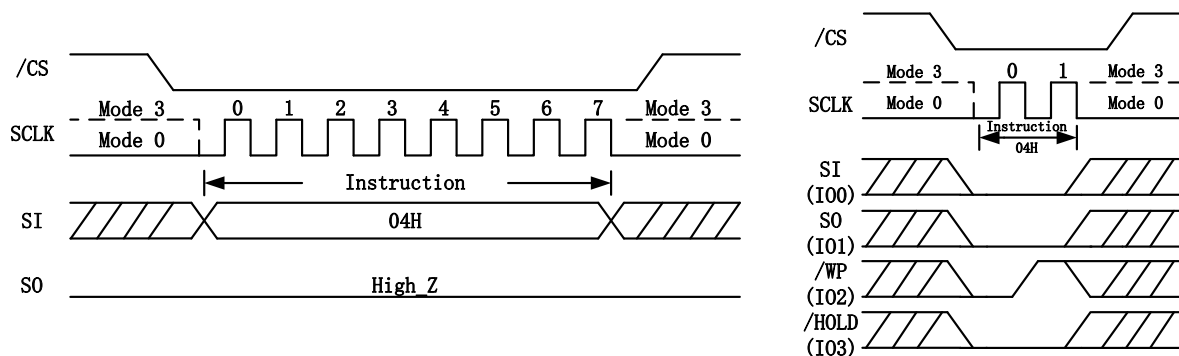 /CS
Mode 3 0 1 2 3 4 5 6 7 Mode 3
SCLK
Mode 0 Mode 0
Instruction
SI 04H
SO High_Z
/CS
Mode 3 0 1 Mode 3
SCLK Mode 0 Mode 0
Instruction
04H
SI
(IO0)
SO
(IO1)
/WP
(IO2)
/HOLD
(IO3)